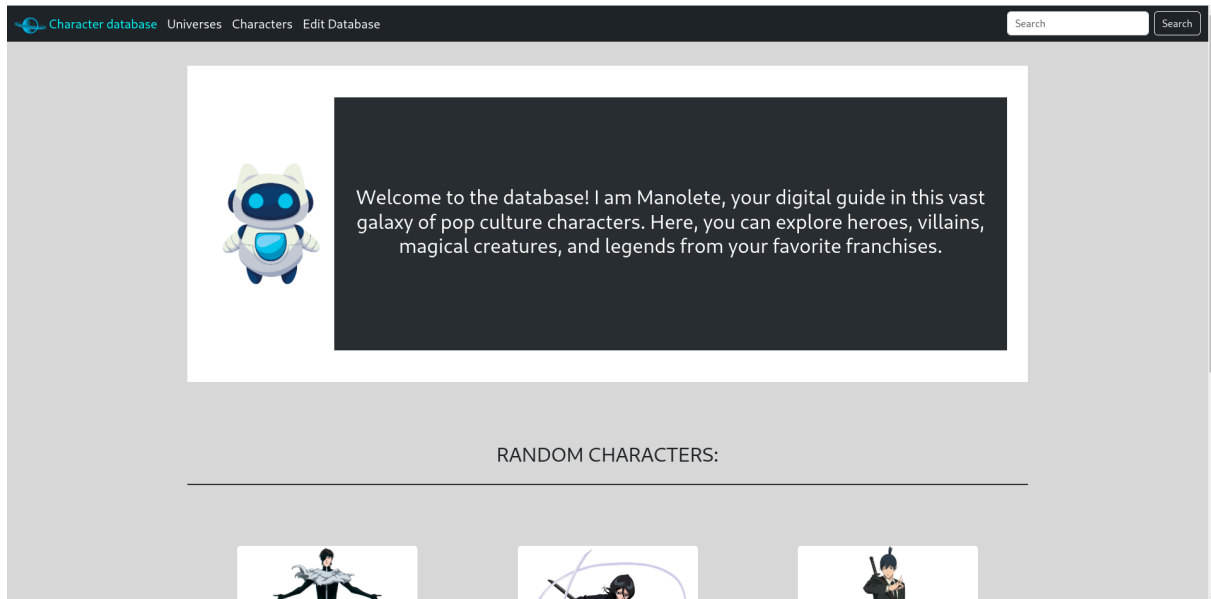 Character database Universes Characters Edit Database Search Search
Welcome to the database! I am Manolete, your digital guide in this vast
galaxy of pop culture characters. Here, you can explore heroes, villains,
magical creatures, and legends from your favorite franchises.
RANDOM CHARACTERS: